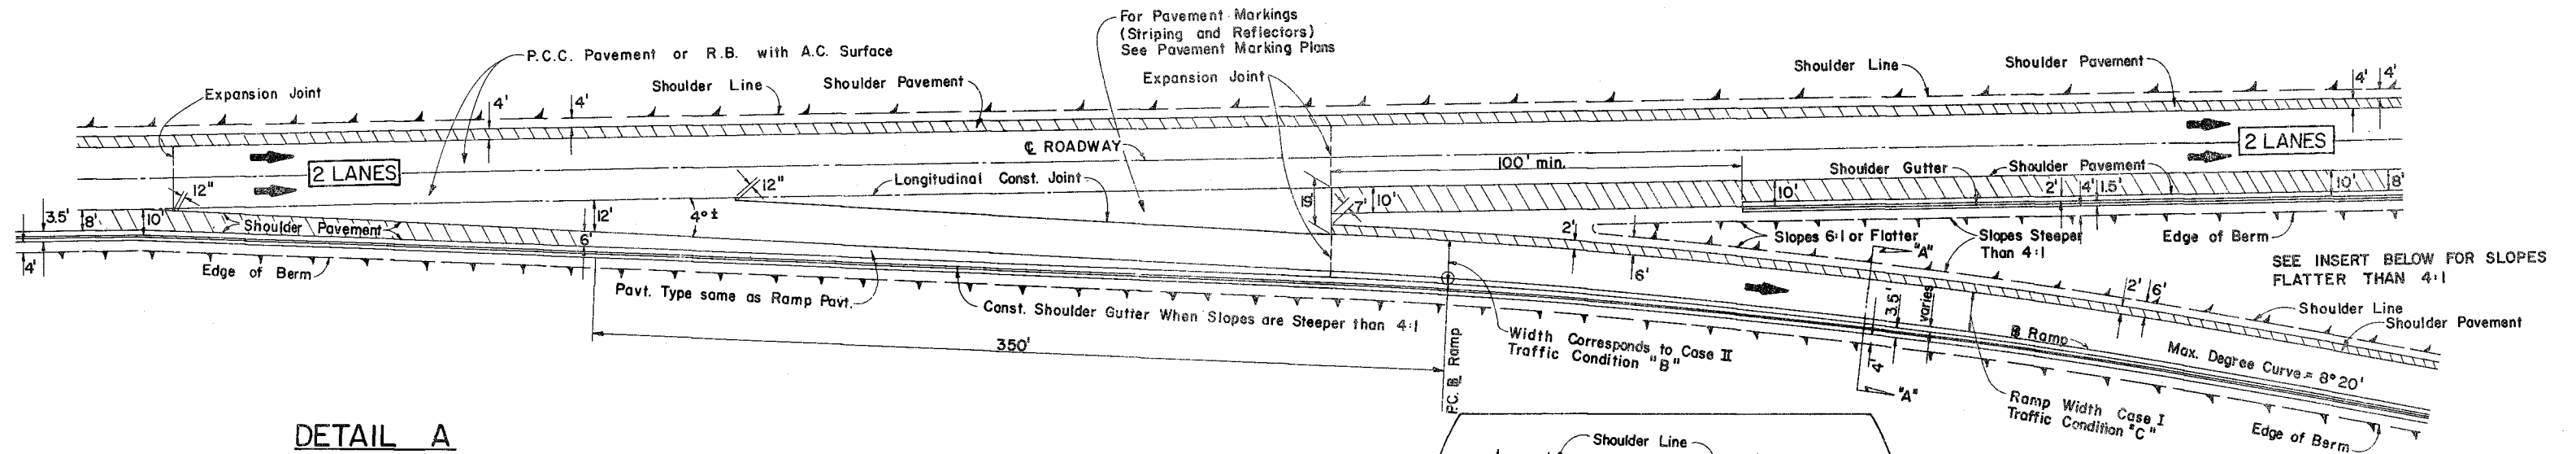 For Pavement Markings
(Striping and Reflectors)
See Pavement Marking Plans
P.C.C. Pavement or R.B. with A.C. Surface
Expansion Joint
Expansion Joint
Shoulder Line
Shoulder Pavement
Shoulder Line
Shoulder Pavement
4'
4'
4'
4'
℄ ROADWAY
2 LANES
2 LANES
12"
12"
Longitudinal Const. Joint
100' min.
Shoulder Gutter
Shoulder Pavement
10'
2'
4'
1.5'
10'
8'
3.5'
8'
10'
Shoulder Pavement
12'
4°±
19'
7'
10'
6'
4'
Edge of Berm
2'
Slopes 6:1 or Flatter
Slopes Steeper
Than 4:1
Edge of Berm
"A"
6'
SEE INSERT BELOW FOR SLOPES
FLATTER THAN 4:1
Pavt. Type same as Ramp Pavt.
Const. Shoulder Gutter When Slopes are Steeper than 4:1
350'
P.C. ℄ Ramp
Width Corresponds to Case II
Traffic Condition "B"
3.5'
varies
4'
"A"
2'
6'
Shoulder Line
Shoulder Pavement
Ramp
Max. Degree Curve = 8°20'
Ramp Width Case I
Traffic Condition "C"
Edge of Berm
DETAIL A
Shoulder Line